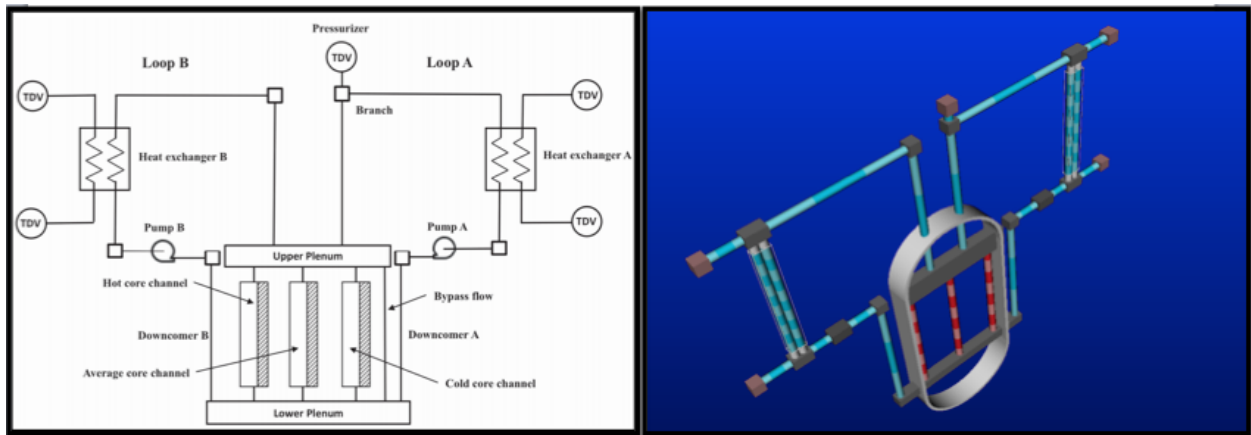 Pressurizer
TDV
Loop B
Loop A
TDV
TDV
Branch
Heat exchanger B
Heat exchanger A
TDV
TDV
Pump B
Pump A
Upper Plenum
Hot core channel
Bypass flow
Downcomer B
Downcomer A
Average core channel
Cold core channel
Lower Plenum